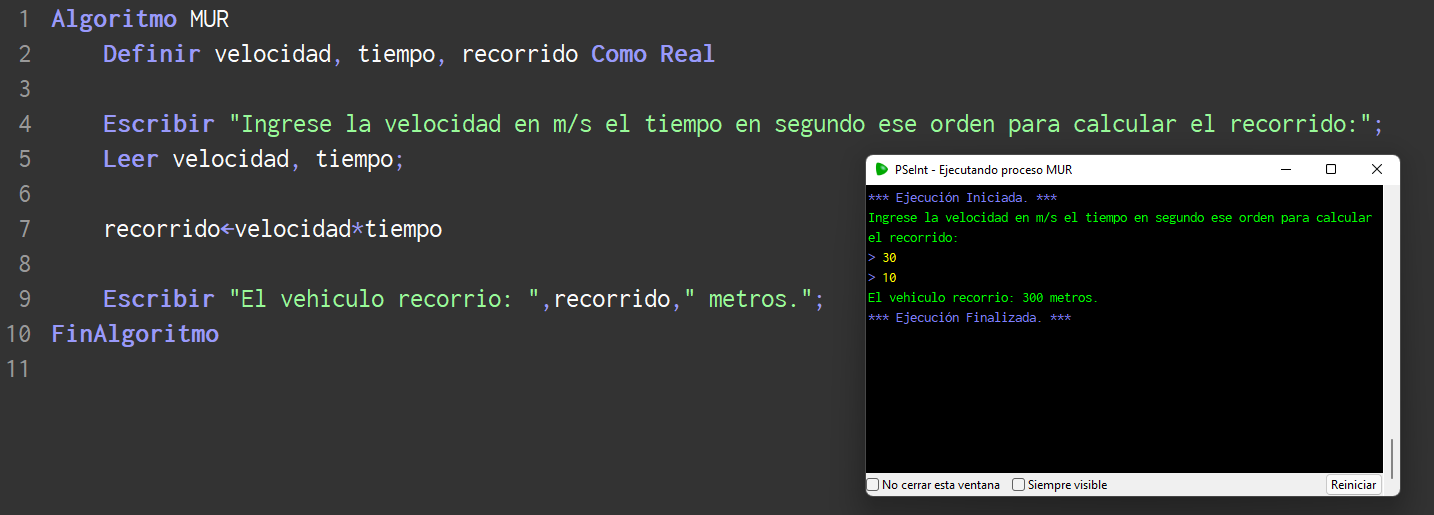 1 Algoritmo MUR
2 Definir velocidad, tiempo, recorrido Como Real
3
4 Escribir "Ingrese la velocidad en m/s el tiempo en segundo ese orden para calcular el recorrido:";
5 Leer velocidad, tiempo;
6
7 recorrido←velocidad*tiempo
8
9 Escribir "El vehiculo recorrio: ",recorrido," metros.";
10 FinAlgoritmo
11
PSeInt - Ejecutando proceso MUR
*** Ejecución Iniciada. ***
Ingrese la velocidad en m/s el tiempo en segundo ese orden para calcular
el recorrido:
> 30
> 10
El vehiculo recorrio: 300 metros.
*** Ejecución Finalizada. ***
No cerrar esta ventana Siempre visible Reiniciar